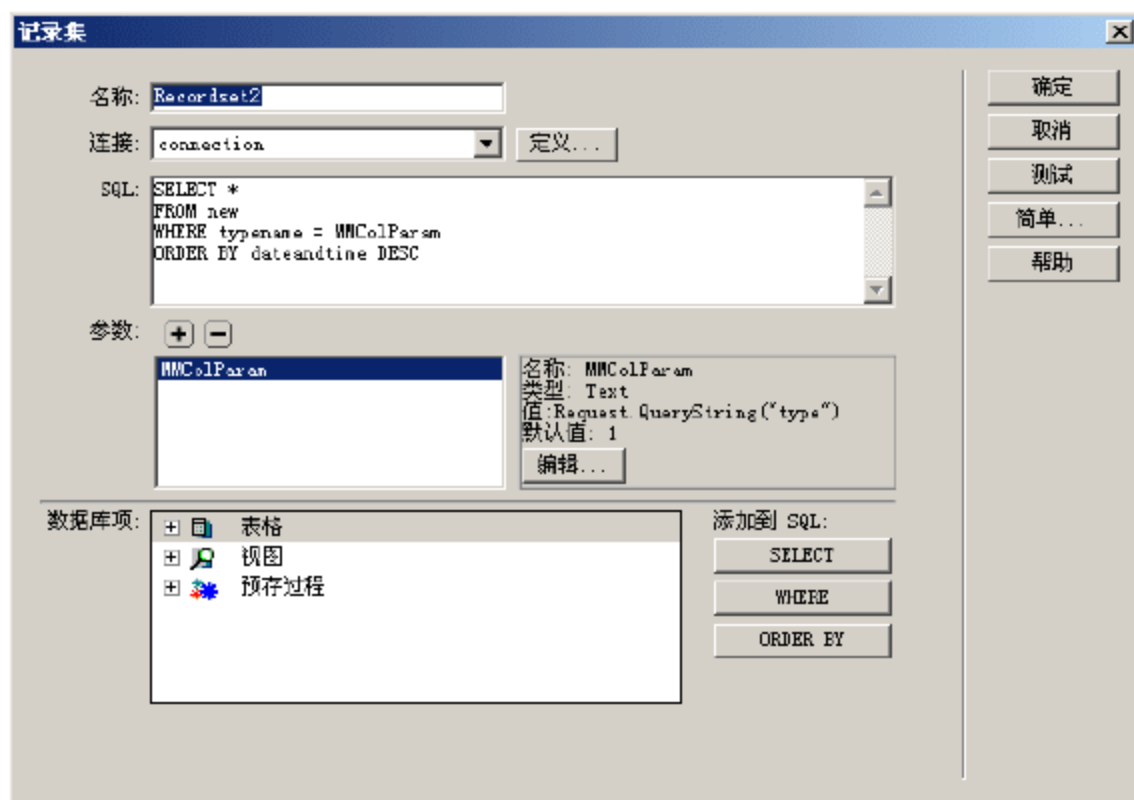 记录集
名称: Recordset2
确定
连接: connection 定义...
取消
SQL: SELECT *
FROM new
WHERE typename = MMColParam
ORDER BY dateandtime DESC
测试
简单...
帮助
参数: + −
MMColParam
名称: MMColParam
类型: Text
值:Request.QueryString("type")
默认值: 1
编辑...
数据库项:
表格
视图
预存过程
添加到 SQL:
SELECT
WHERE
ORDER BY